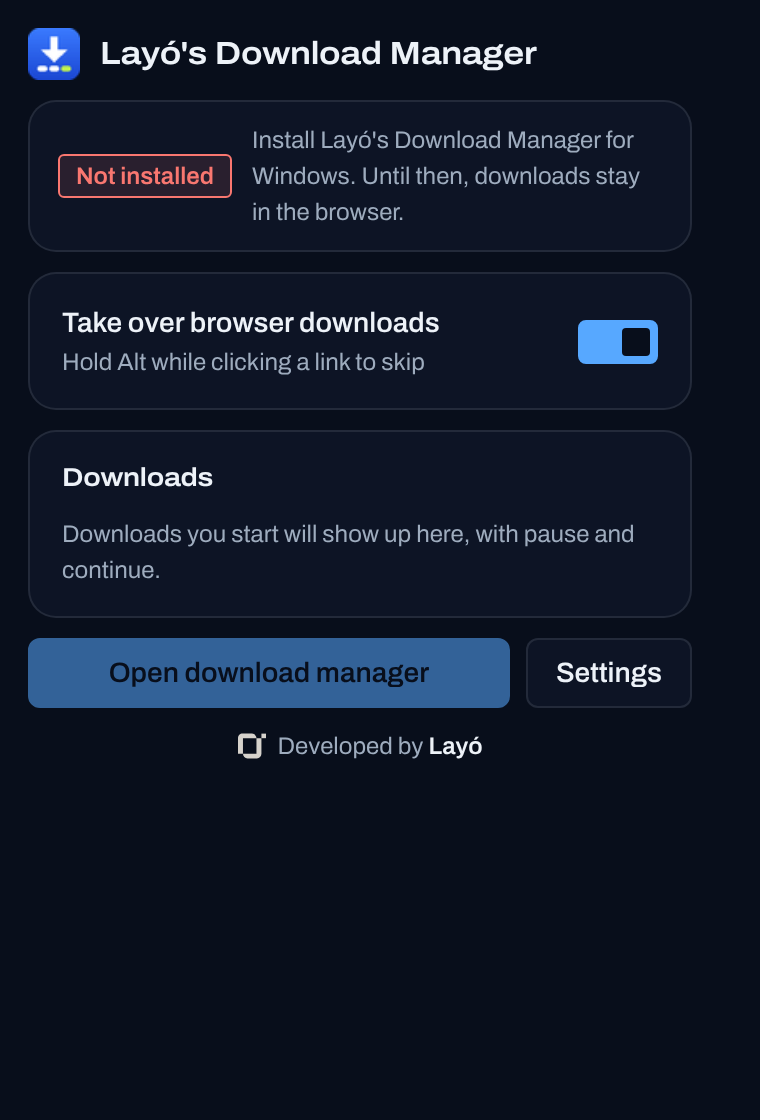 Layó's Download Manager
Not installed
Install Layó's Download Manager for
Windows. Until then, downloads stay
in the browser.
Take over browser downloads
Hold Alt while clicking a link to skip
Downloads
Downloads you start will show up here, with pause and
continue.
Open download manager
Settings
Developed by Layó